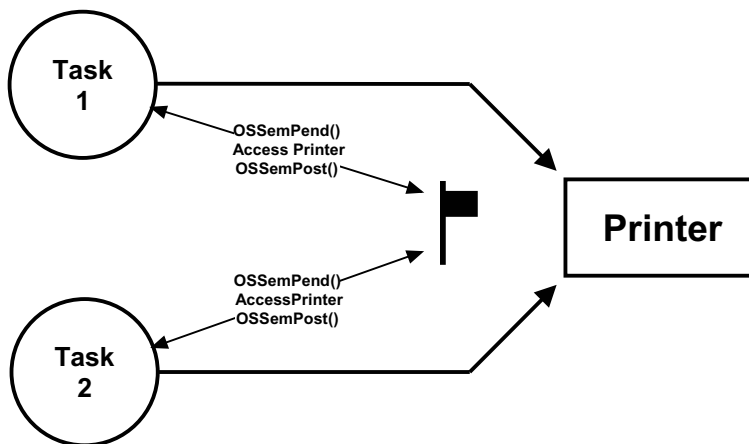 Task
1
OSSemPend()
Access Printer
OSSemPost()
Printer
OSSemPend()
AccessPrinter
OSSemPost()
Task
2